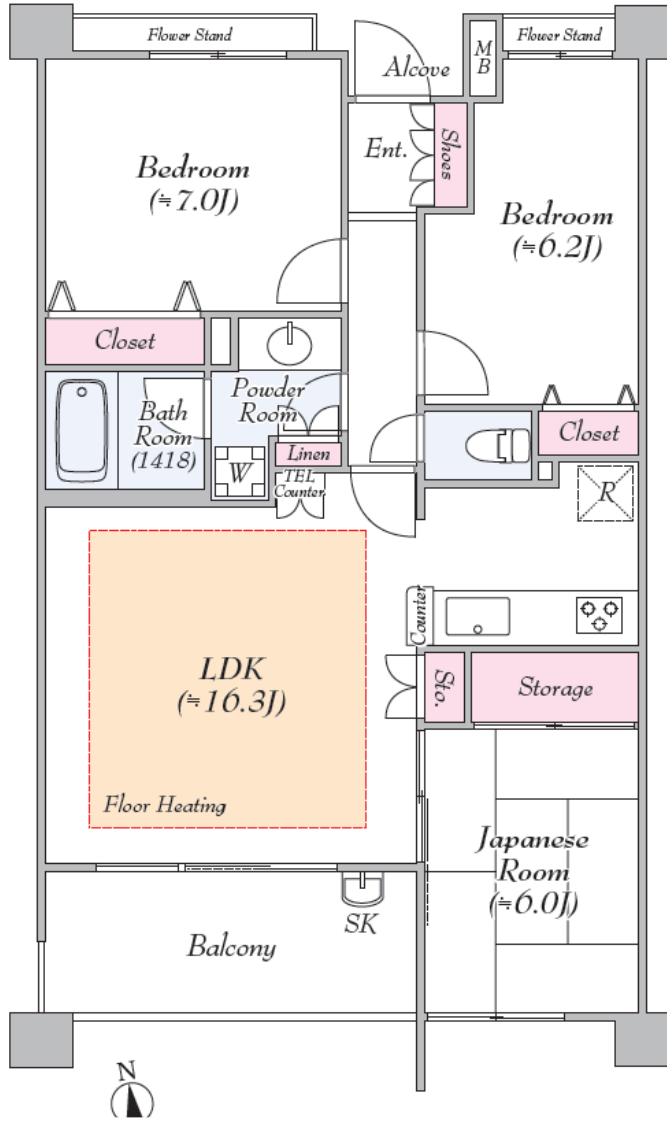 Flower Stand
Flower Stand
M
B
Alcove
Ent.
Shoes
Bedroom
(≒7.0J)
Bedroom
(≒6.2J)
Closet
Powder
Room
Bath
Room
(1418)
Linen
W
TEL
Counter
Closet
R
Counter
LDK
(≒16.3J)
Sto.
Storage
Floor Heating
Japanese
Room
(≒6.0J)
SK
Balcony
N